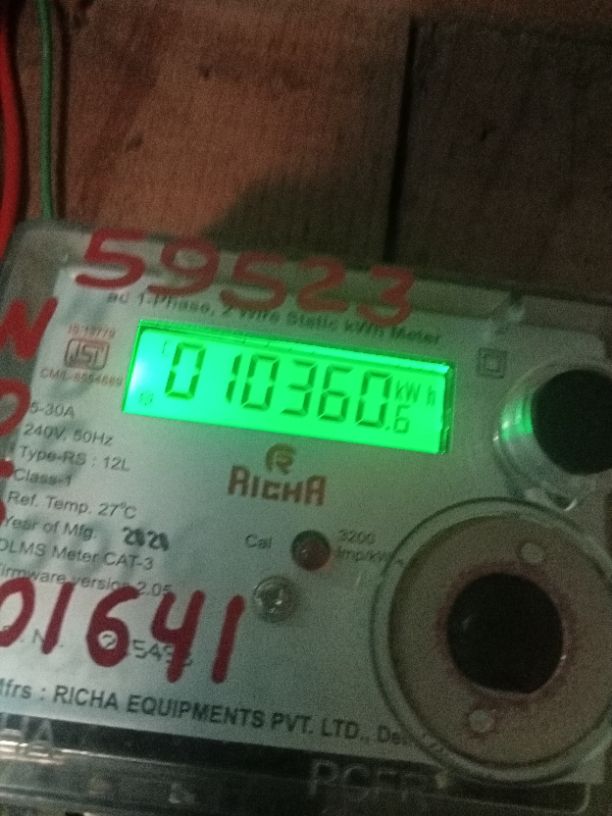 59523
ac 1-Phase, 2 Wire Static kWh Meter
IS:13779
ISI
010360.6 kWh
5-30A
240V, 50Hz
Type-RS : 12L
Class-1
Ref. Temp. 27°C
Year of Mfg. 2020
DLMS Meter CAT-3
Firmware version 2.05
RICHA
Cal
3200
Imp/kWh
01641
Mfrs : RICHA EQUIPMENTS PVT. LTD.,